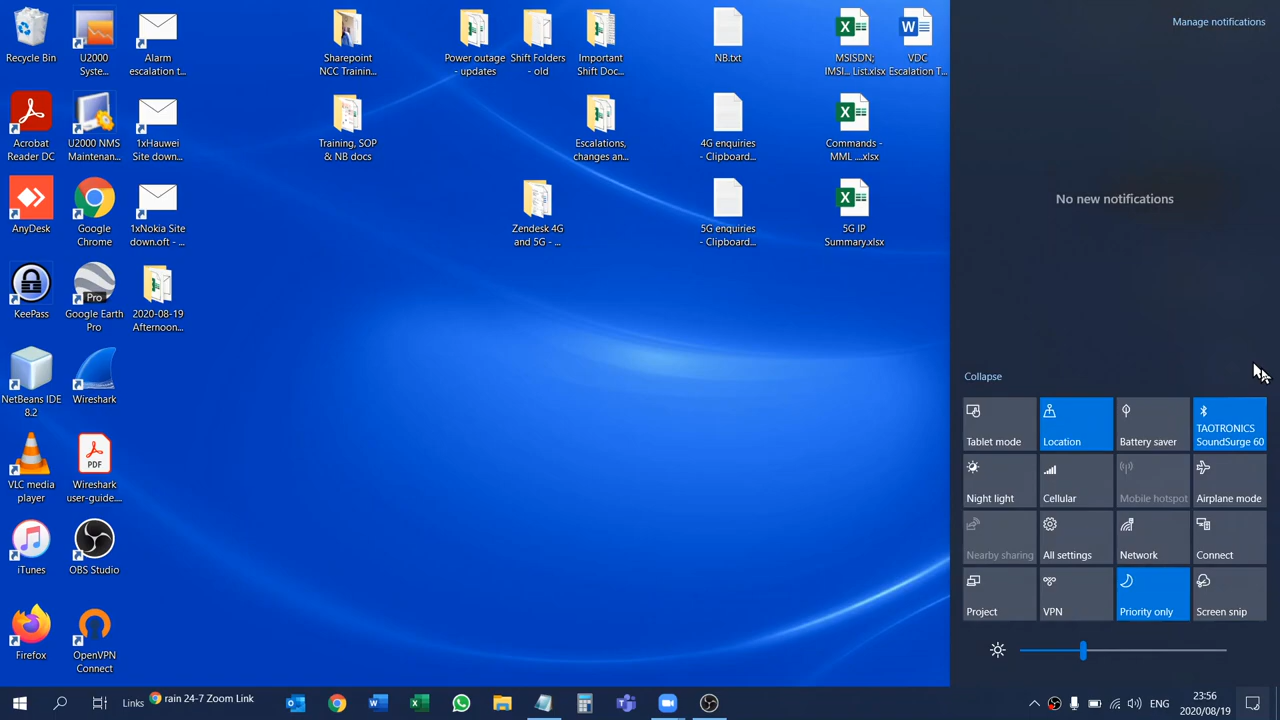 Recycle Bin
U2000 Syste...
Alarm escalation t...
Sharepoint NCC Trainin...
Power outage - updates
Shift Folders - old
Important Shift Doc...
NB.txt
MSISDN; IMSI... List.xlsx
VDC Escalation T...
Manage notifications
Acrobat Reader DC
U2000 NMS Maintenan...
1xHauwei Site down...
Training, SOP & NB docs
Escalations, changes an...
4G enquiries - Clipboard...
Commands - MML ....xlsx
No new notifications
AnyDesk
Google Chrome
1xNokia Site down.oft - ...
Zendesk 4G and 5G - ...
5G enquiries - Clipboard...
5G IP Summary.xlsx
KeePass
Pro
Google Earth Pro
2020-08-19 Afternoon...
NetBeans IDE 8.2
Wireshark
VLC media player
PDF
Wireshark user-guide....
iTunes
OBS Studio
Firefox
OpenVPN Connect
Collapse
Tablet mode
Location
Battery saver
TAOTRONICS SoundSurge 60
Night light
Cellular
Mobile hotspot
Airplane mode
Nearby sharing
All settings
Network
Connect
Project
VPN
Priority only
Screen snip
Links
rain 24-7 Zoom Link
ENG
23:56
2020/08/19